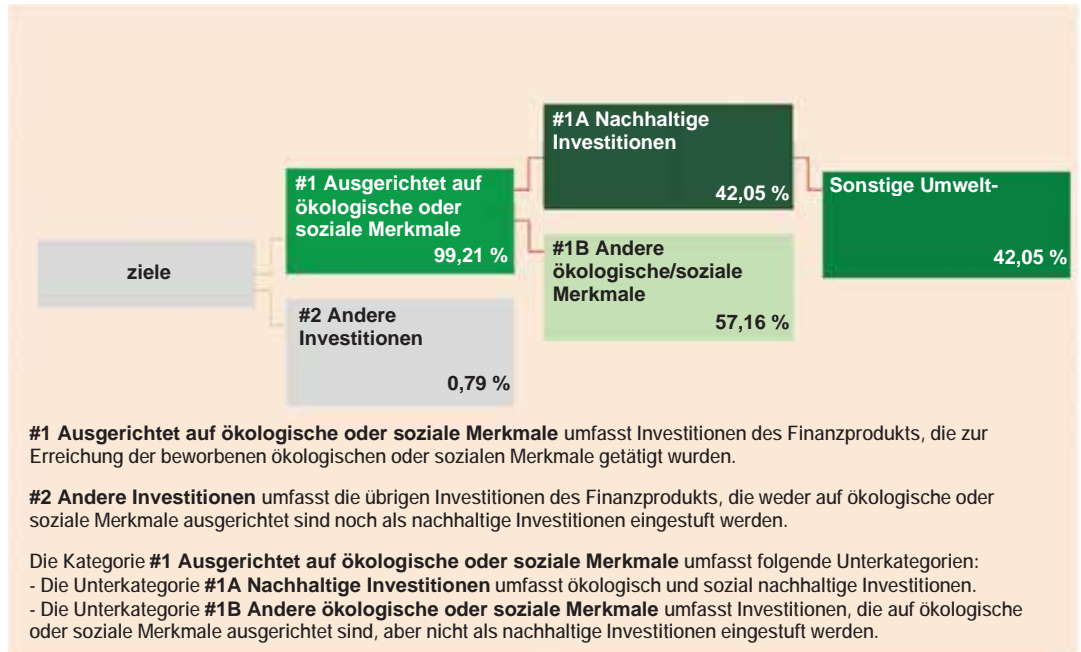 ziele
#1 Ausgerichtet auf
ökologische oder
soziale Merkmale
99,21 %
#2 Andere
Investitionen
0,79 %
#1A Nachhaltige
Investitionen
42,05 %
#1B Andere
ökologische/soziale
Merkmale
57,16 %
Sonstige Umwelt-
42,05 %
#1 Ausgerichtet auf ökologische oder soziale Merkmale umfasst Investitionen des Finanzprodukts, die zur
Erreichung der beworbenen ökologischen oder sozialen Merkmale getätigt wurden.
#2 Andere Investitionen umfasst die übrigen Investitionen des Finanzprodukts, die weder auf ökologische oder
soziale Merkmale ausgerichtet sind noch als nachhaltige Investitionen eingestuft werden.
Die Kategorie #1 Ausgerichtet auf ökologische oder soziale Merkmale umfasst folgende Unterkategorien:
- Die Unterkategorie #1A Nachhaltige Investitionen umfasst ökologisch und sozial nachhaltige Investitionen.
- Die Unterkategorie #1B Andere ökologische oder soziale Merkmale umfasst Investitionen, die auf ökologische
oder soziale Merkmale ausgerichtet sind, aber nicht als nachhaltige Investitionen eingestuft werden.